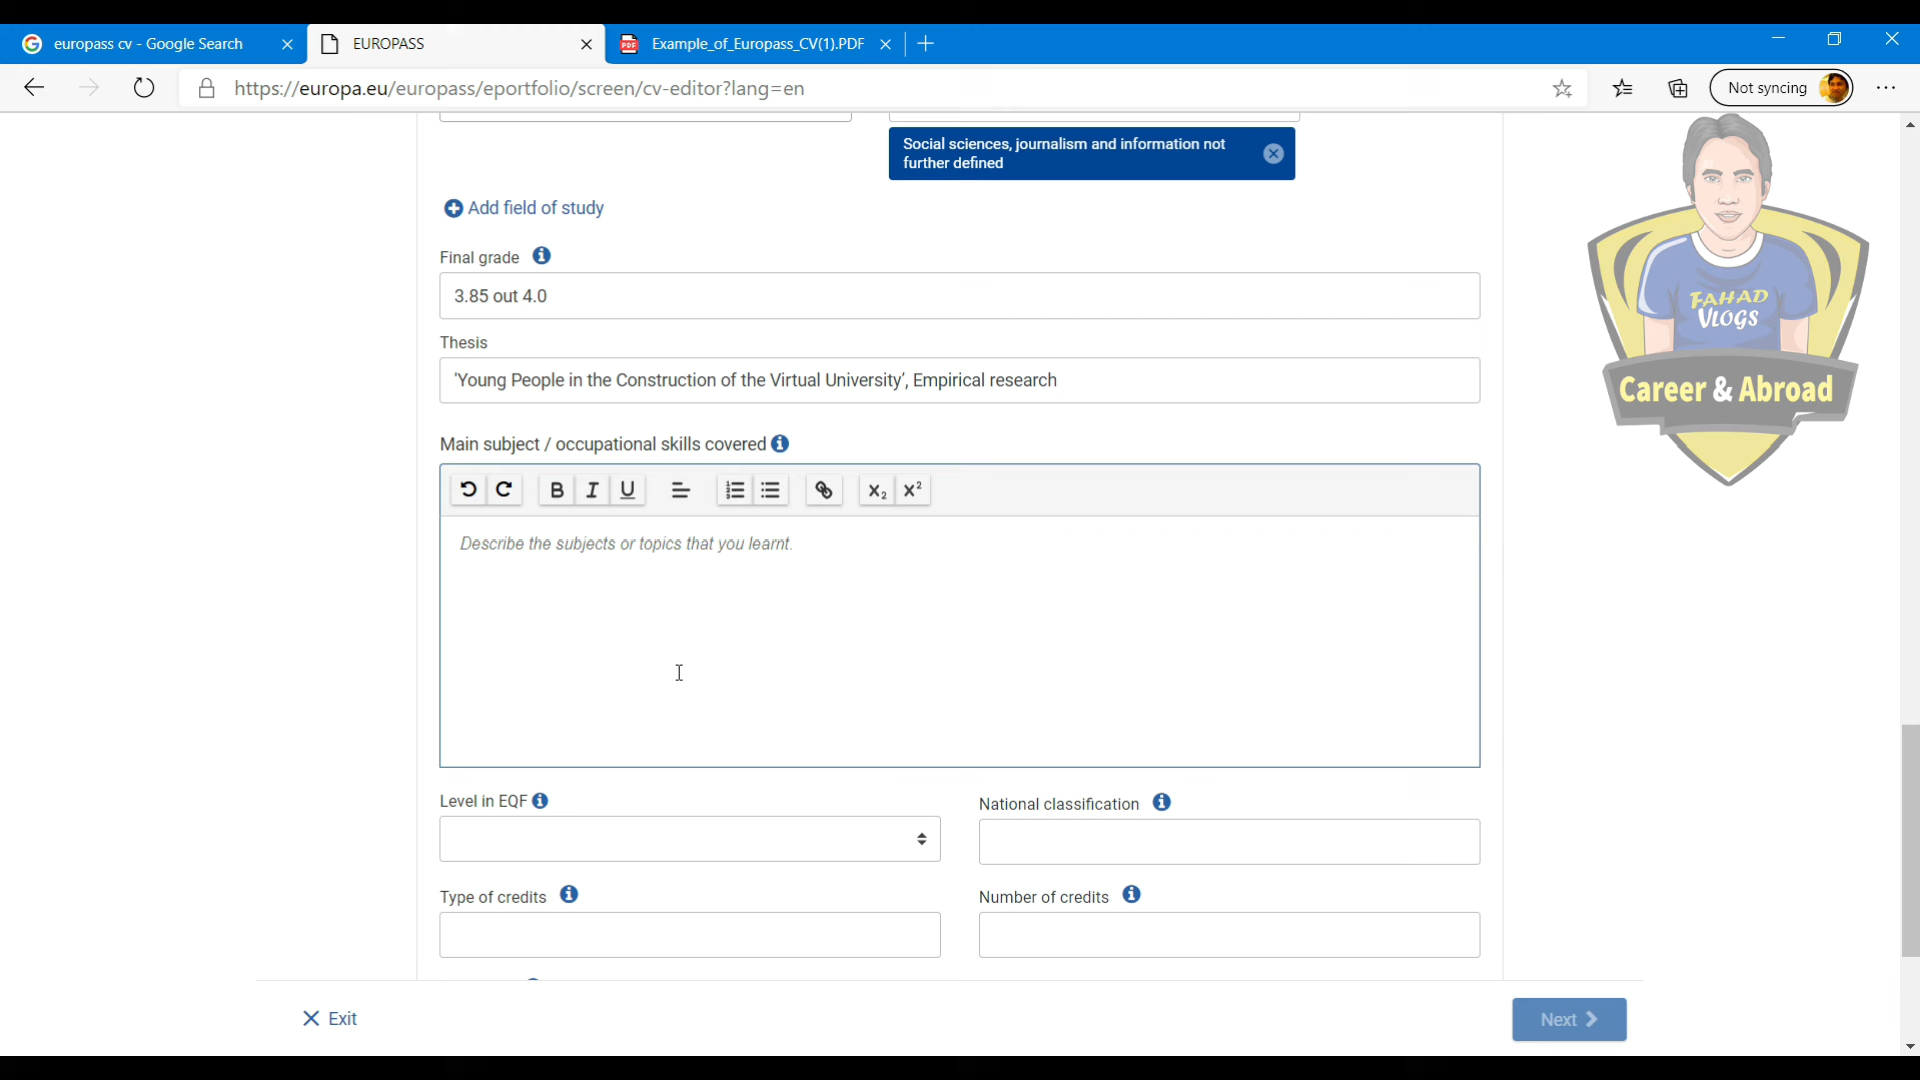 europass cv - Google Search
EUROPASS
PDF
Example_of_Europass_CV(1).PDF
https://europa.eu/europass/eportfolio/screen/cv-editor?lang=en
Not syncing
Social sciences, journalism and information not
further defined
Add field of study
Final grade
3.85 out 4.0
Thesis
'Young People in the Construction of the Virtual University', Empirical research
Main subject / occupational skills covered
B I U
X₂ X²
Describe the subjects or topics that you learnt.
Level in EQF
National classification
Type of credits
Number of credits
Exit
Next
FAHAD
VLOGS
Career & Abroad